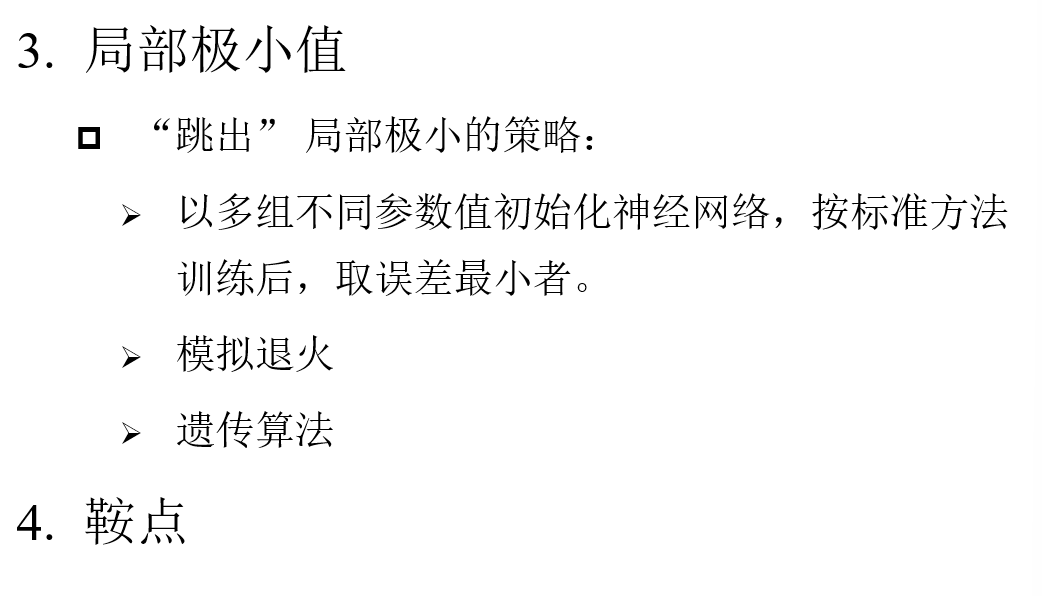 3. 局部极小值
“跳出” 局部极小的策略：
以多组不同参数值初始化神经网络，按标准方法
训练后，取误差最小者。
模拟退火
遗传算法
4. 鞍点